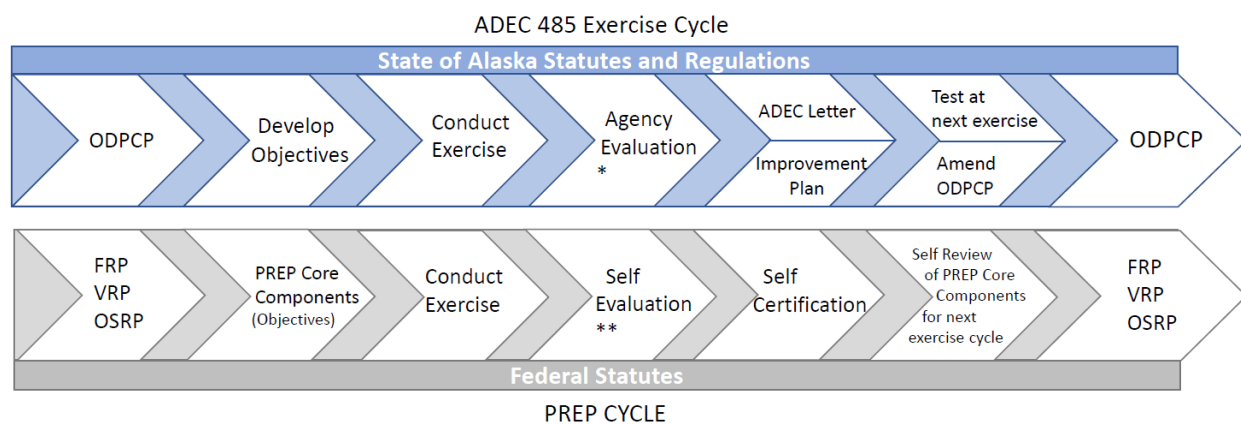 ADEC 485 Exercise Cycle
State of Alaska Statutes and Regulations
ODPCP
Develop
Objectives
Conduct
Exercise
Agency
Evaluation
*
ADEC Letter
Improvement
Plan
Test at
next exercise
Amend
ODPCP
ODPCP
FRP
VRP
OSRP
PREP Core
Components
(Objectives)
Conduct
Exercise
Self
Evaluation
**
Self
Certification
Self Review
of PREP Core
Components
for next
exercise cycle
FRP
VRP
OSRP
Federal Statutes
PREP CYCLE